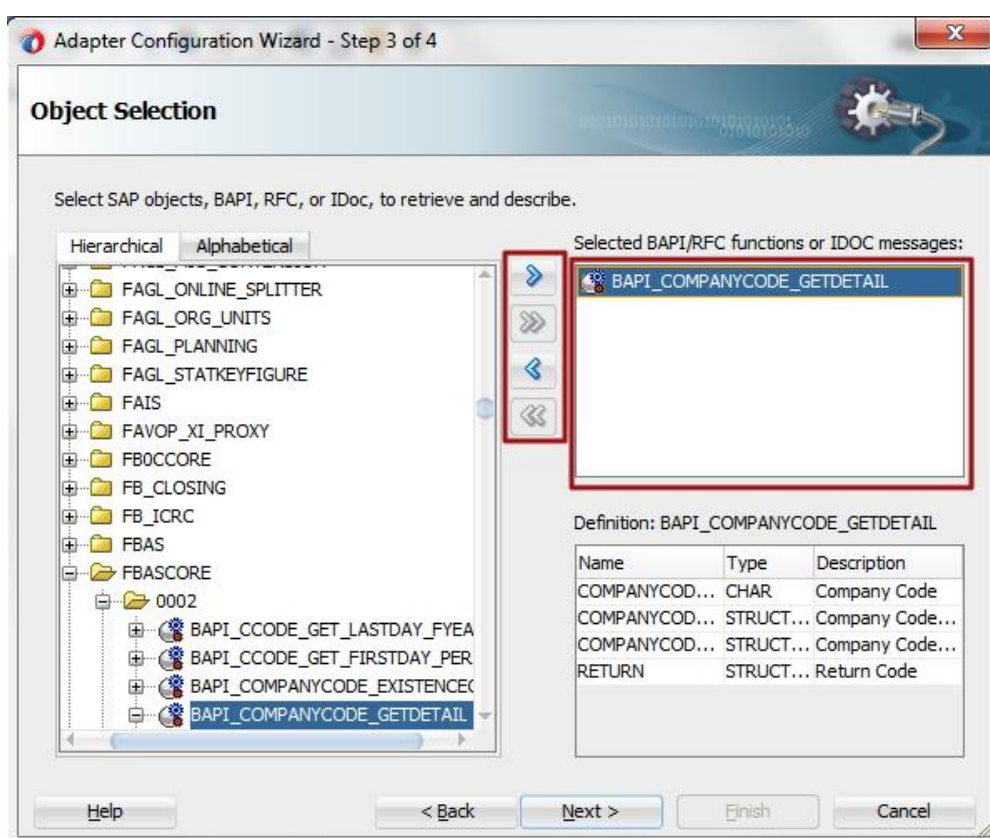 Adapter Configuration Wizard - Step 3 of 4
Object Selection
Select SAP objects, BAPI, RFC, or IDoc, to retrieve and describe.
Hierarchical
Alphabetical
FAGL_ONLINE_SPLITTER
FAGL_ORG_UNITS
FAGL_PLANNING
FAGL_STATKEYFIGURE
FAIS
FAVOP_XI_PROXY
FB0CCORE
FB_CLOSING
FB_ICRC
FBAS
FBASCORE
0002
BAPI_CCODE_GET_LASTDAY_FYEA
BAPI_CCODE_GET_FIRSTDAY_PER
BAPI_COMPANYCODE_EXISTENCEC
BAPI_COMPANYCODE_GETDETAIL
Selected BAPI/RFC functions or IDOC messages:
BAPI_COMPANYCODE_GETDETAIL
Definition: BAPI_COMPANYCODE_GETDETAIL
Name Type Description
COMPANYCOD... CHAR Company Code
COMPANYCOD... STRUCT... Company Code...
COMPANYCOD... STRUCT... Company Code...
RETURN STRUCT... Return Code
Help
< Back
Next >
Finish
Cancel